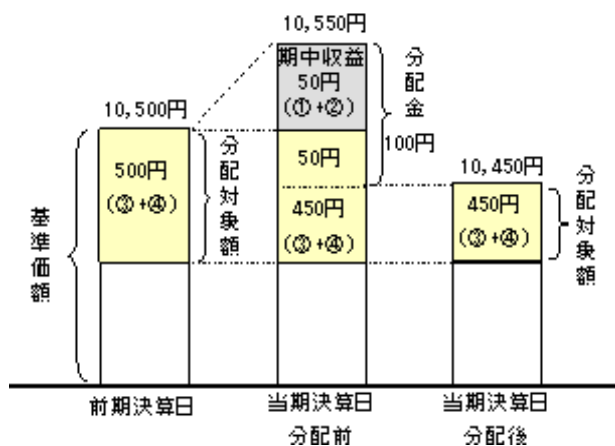 10,550円
期中収益
50円
(①+②)
分配金
100円
10,500円
500円
(③+④)
分配対象額
50円
450円
(③+④)
10,450円
450円
(③+④)
分配対象額
基準価額
前期決算日
当期決算日
分配前
当期決算日
分配後